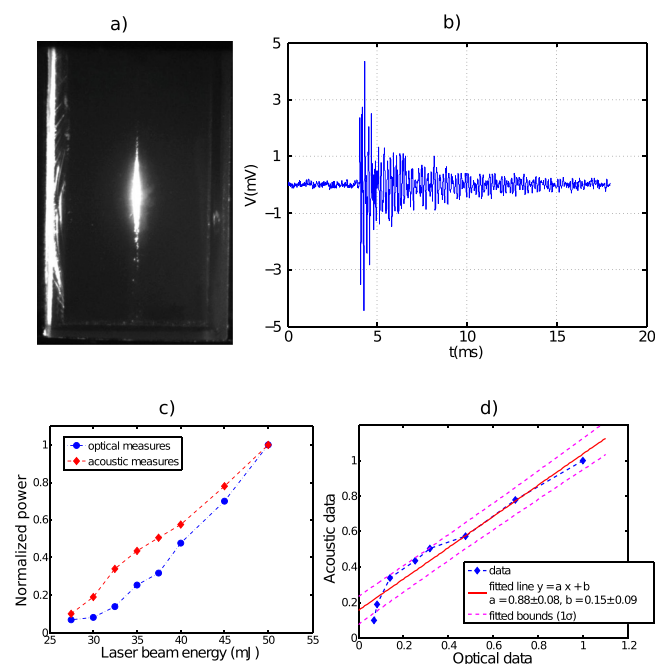 a)
b)
5
3
1
−1
−3
−5
V(mV)
0
5
10
15
20
t(ms)
c)
d)
1
0.8
0.6
0.4
0.2
0
Normalized power
optical measures
acoustic measures
25
30
35
40
45
50
55
Laser beam energy (mJ)
1
0.8
0.6
0.4
0.2
0
Acoustic data
data
fitted line y = a x + b
a = 0.88±0.08, b = 0.15±0.09
fitted bounds (1σ)
0
0.2
0.4
0.6
0.8
1
1.2
Optical data